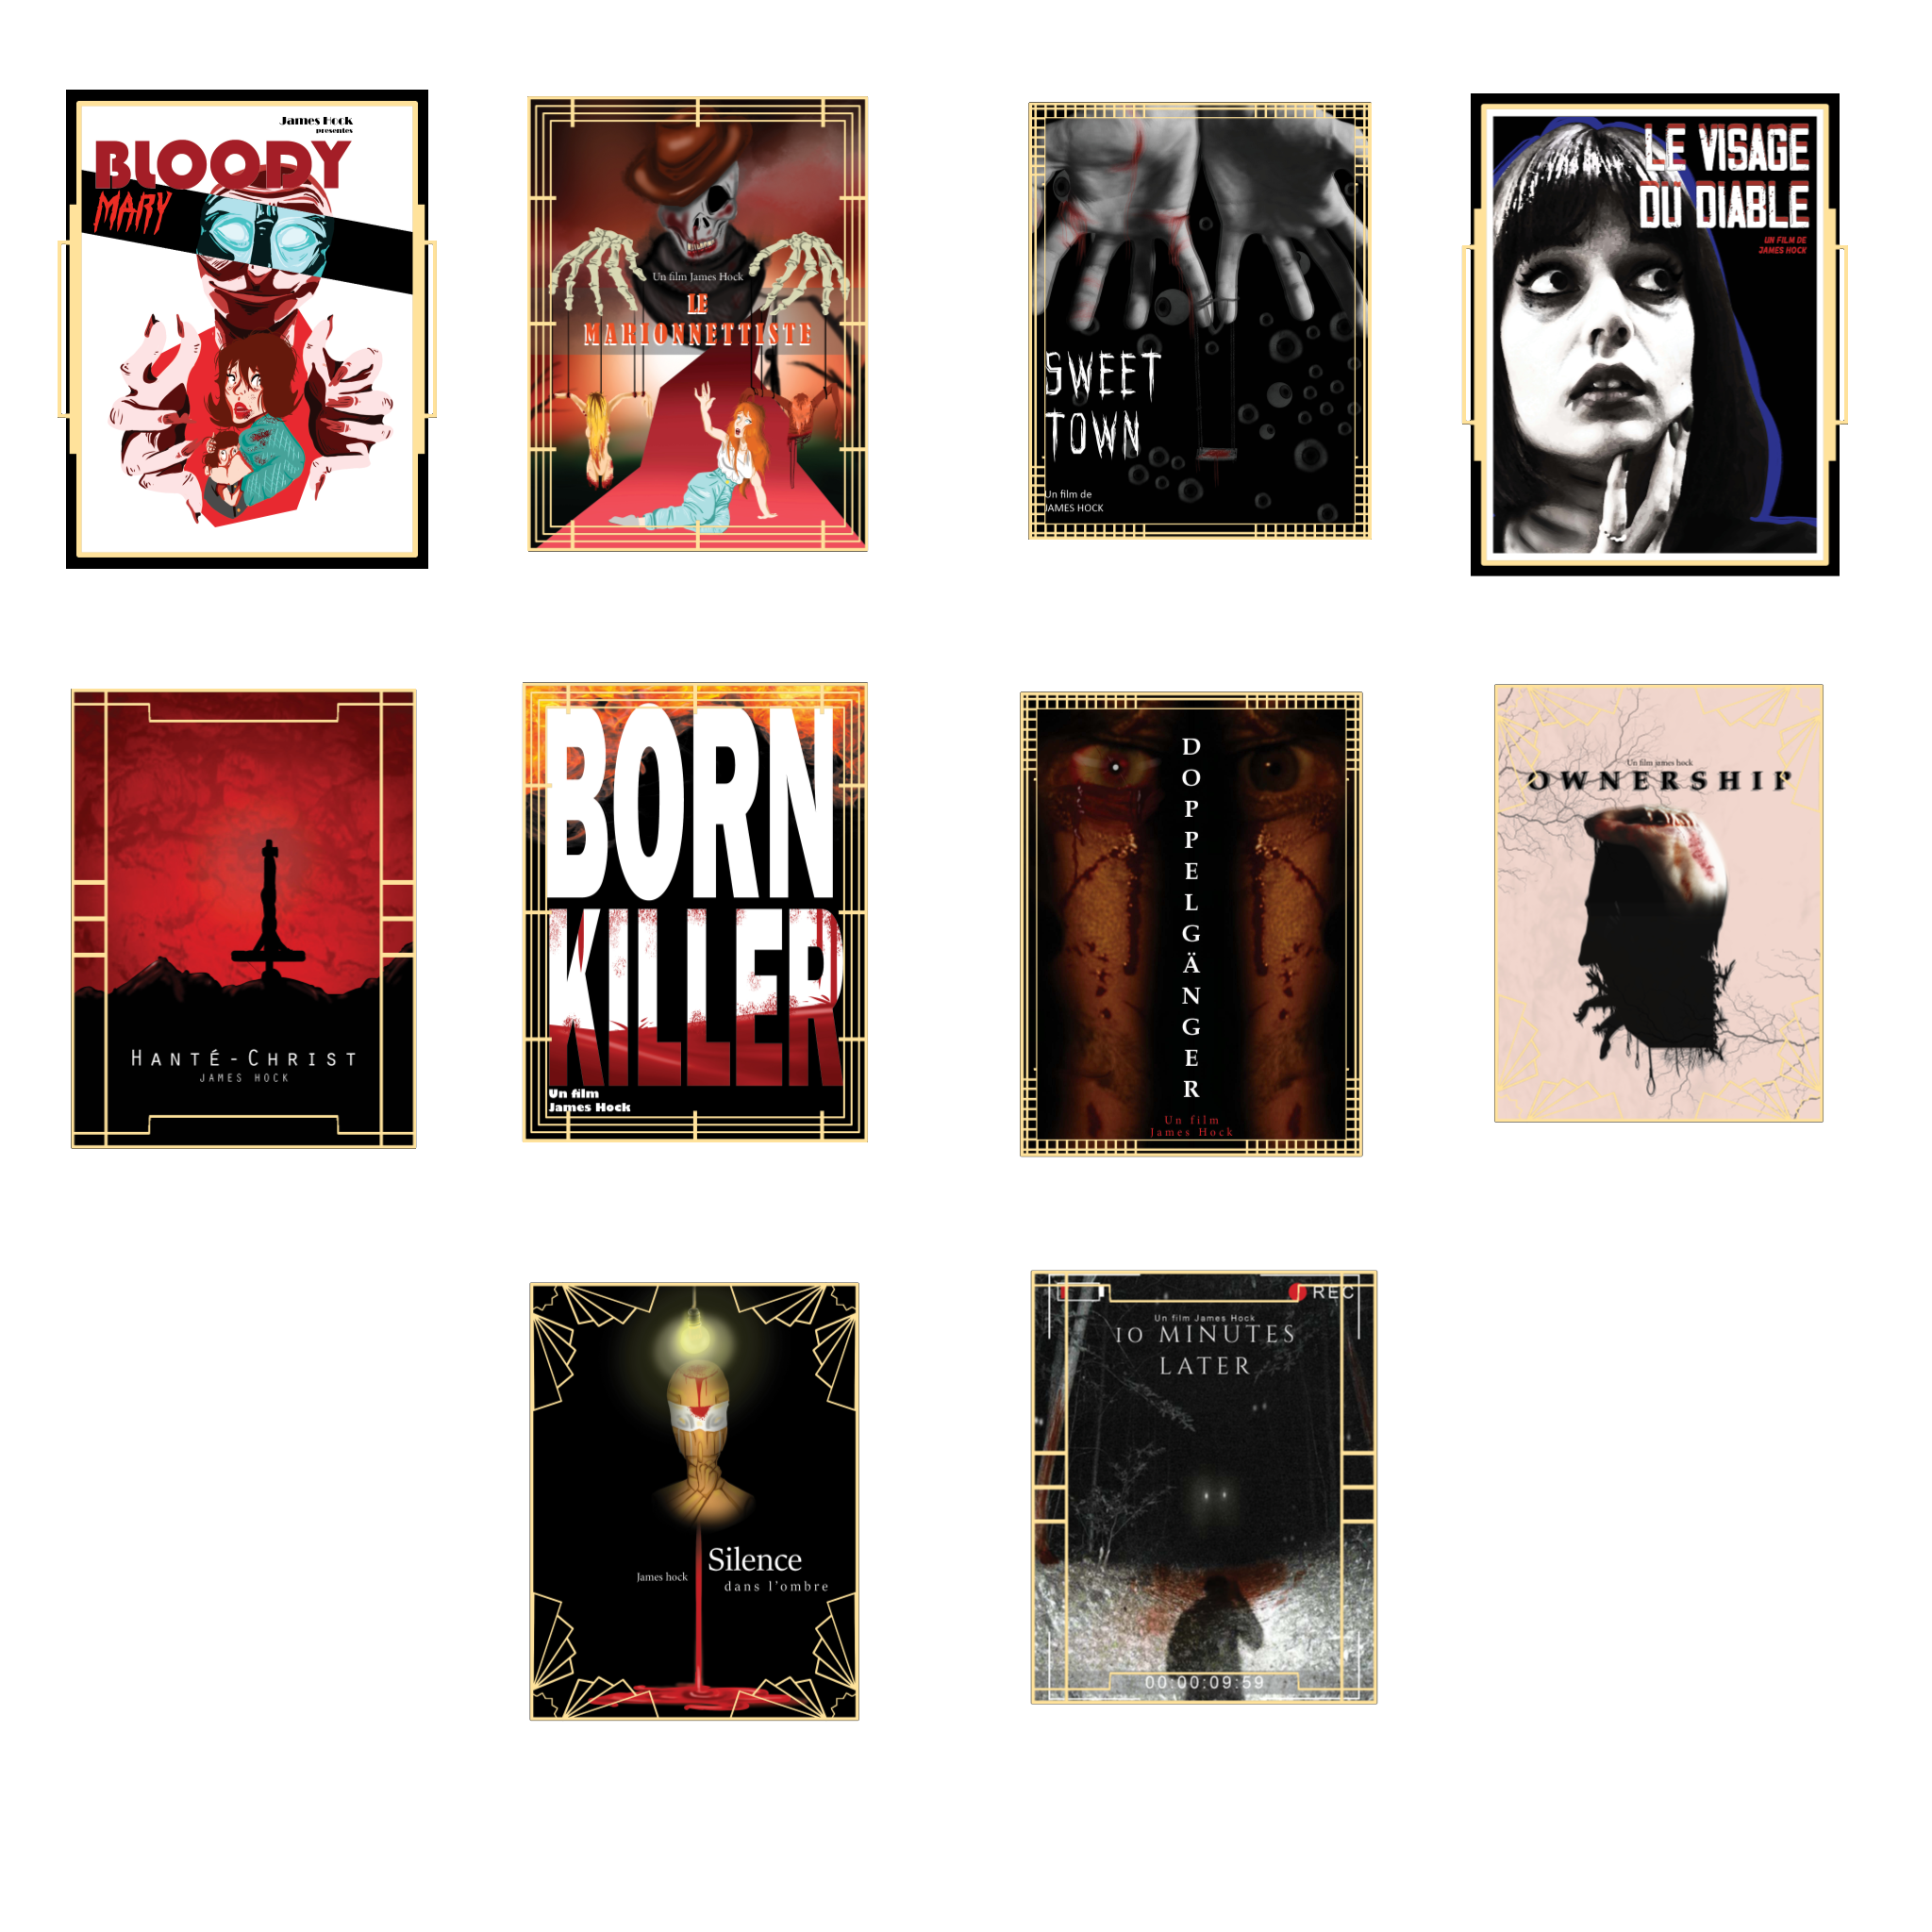 James Hock
presentes
BLOODY
MARY
Un film James Hock
LE
MARIONNETTISTE
SWEET
TOWN
Un film de
JAMES HOCK
LE VISAGE
DU DIABLE
UN FILM DE
JAMES HOCK
HANTÉ-CHRIST
JAMES HOCK
BORN
KILLER
Un film
James Hock
DOPPELGÄNGER
Un film
James Hock
Un film james hock
OWNERSHIP
Silence
James hock
dans l'ombre
REC
Un film James Hock
10 MINUTES
LATER
00:00:09:59